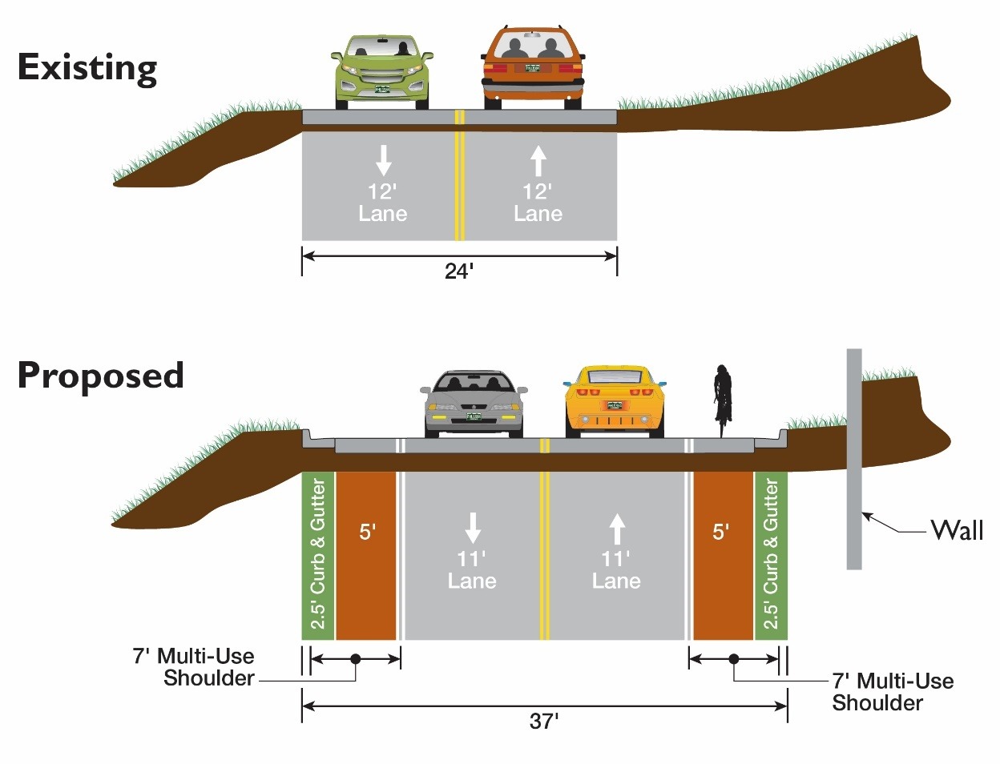 Existing
12'
Lane
12'
Lane
24'
Proposed
2.5' Curb & Gutter
5'
11'
Lane
11'
Lane
5'
2.5' Curb & Gutter
Wall
7' Multi-Use
Shoulder
7' Multi-Use
Shoulder
37'